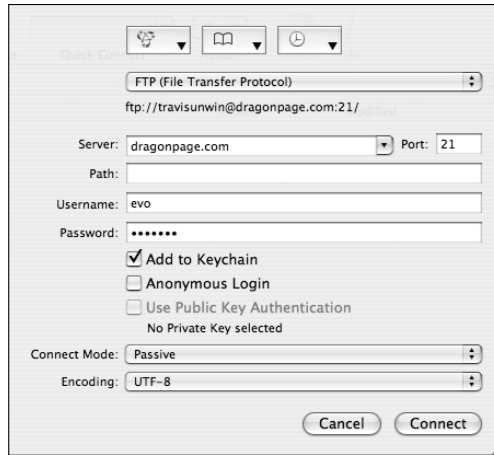 Quick Connect
FTP (File Transfer Protocol)
ftp://travisunwin@dragonpage.com:21/
Server: dragonpage.com Port: 21
Path:
Username: evo
Password: •••••••
Add to Keychain
Anonymous Login
Use Public Key Authentication
No Private Key selected
Connect Mode: Passive
Encoding: UTF-8
Cancel Connect